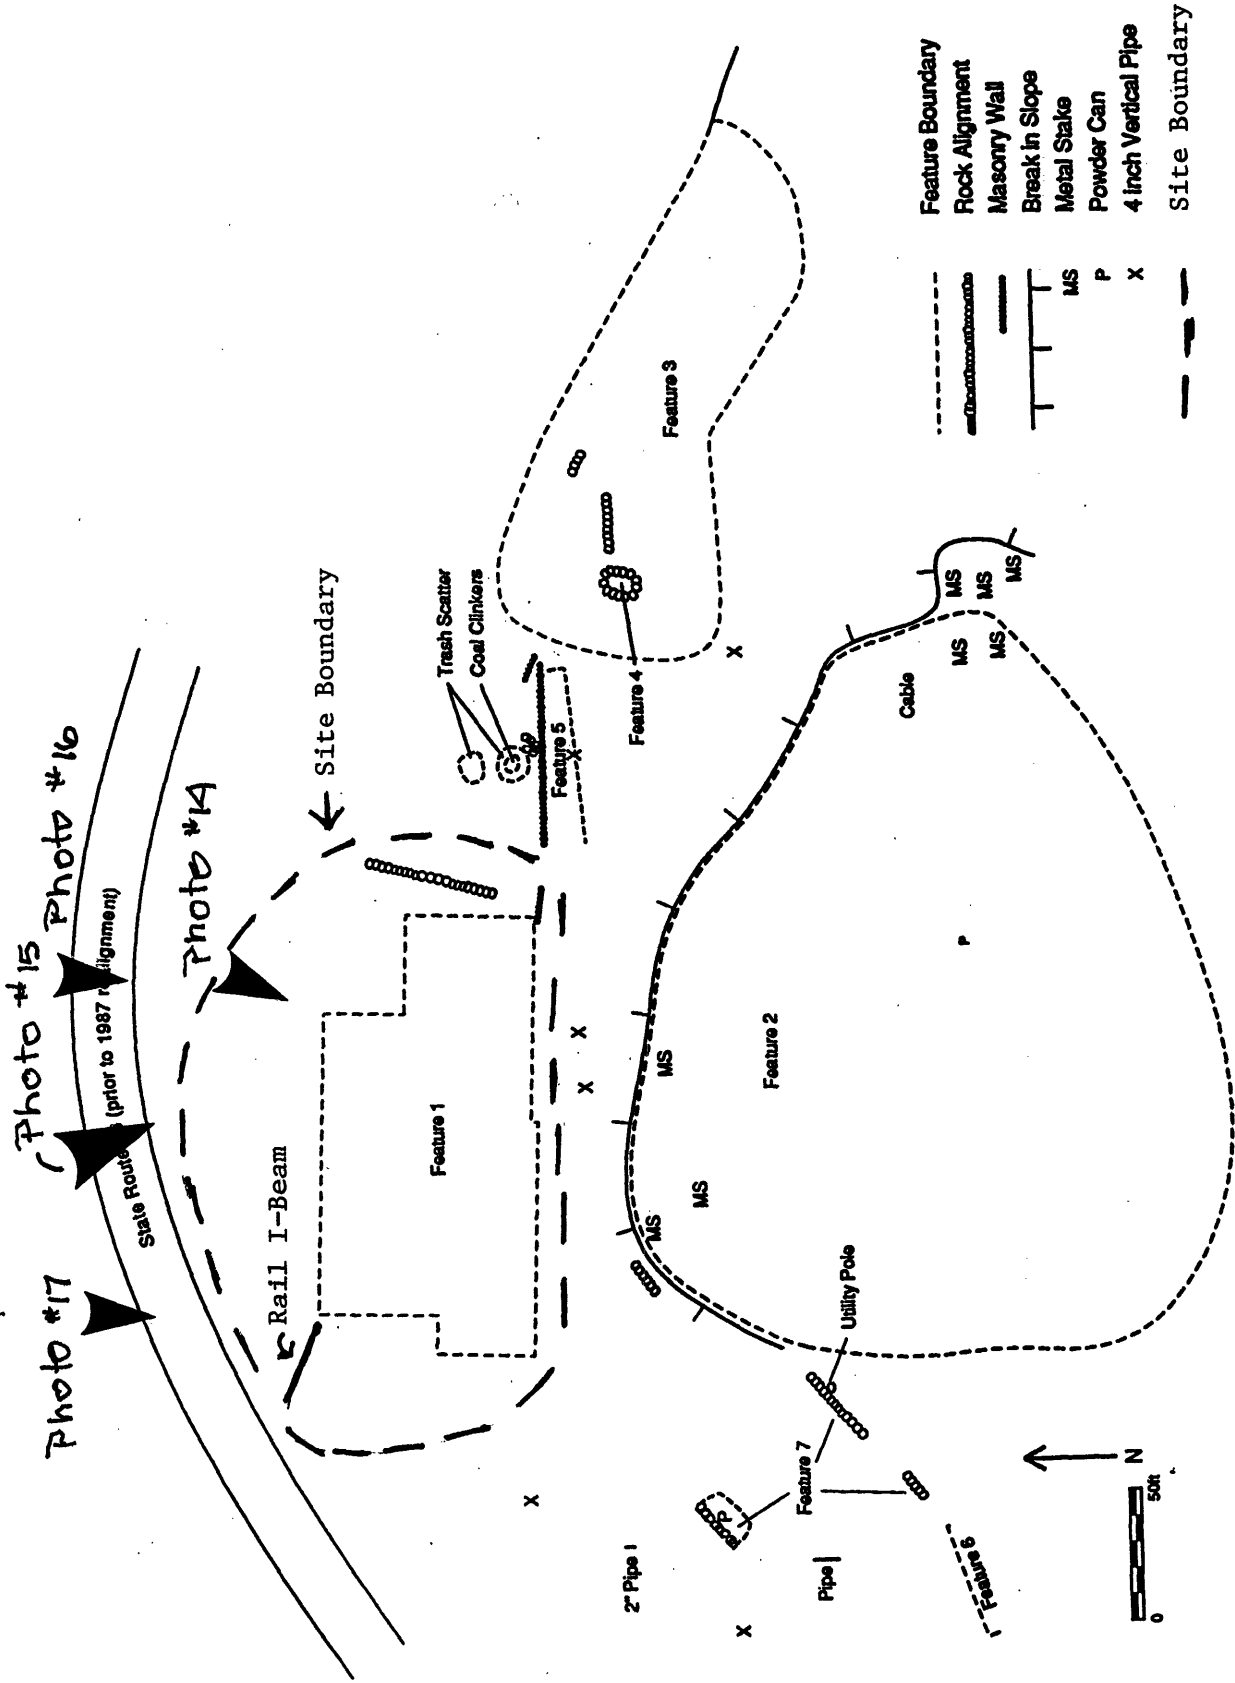 Photo #17
Photo #15
Photo #16
State Route
(prior to 1987
lignment)
Photo #14
Site Boundary
Rail I-Beam
Trash Scatter
Coal Clinkers
Feature 1
Feature 5
X
Feature 4
Feature 3
X
X
X
X
2" Pipe
X
MS
MS
MS
Feature 2
P
Cable
MS
MS
MS
MS
MS
Utility Pole
Feature 7
P
Pipe
Feature 6
Feature Boundary
Rock Alignment
Masonry Wall
Break in Slope
MS Metal Stake
P Powder Can
X 4 inch Vertical Pipe
Site Boundary
N
0 50ft